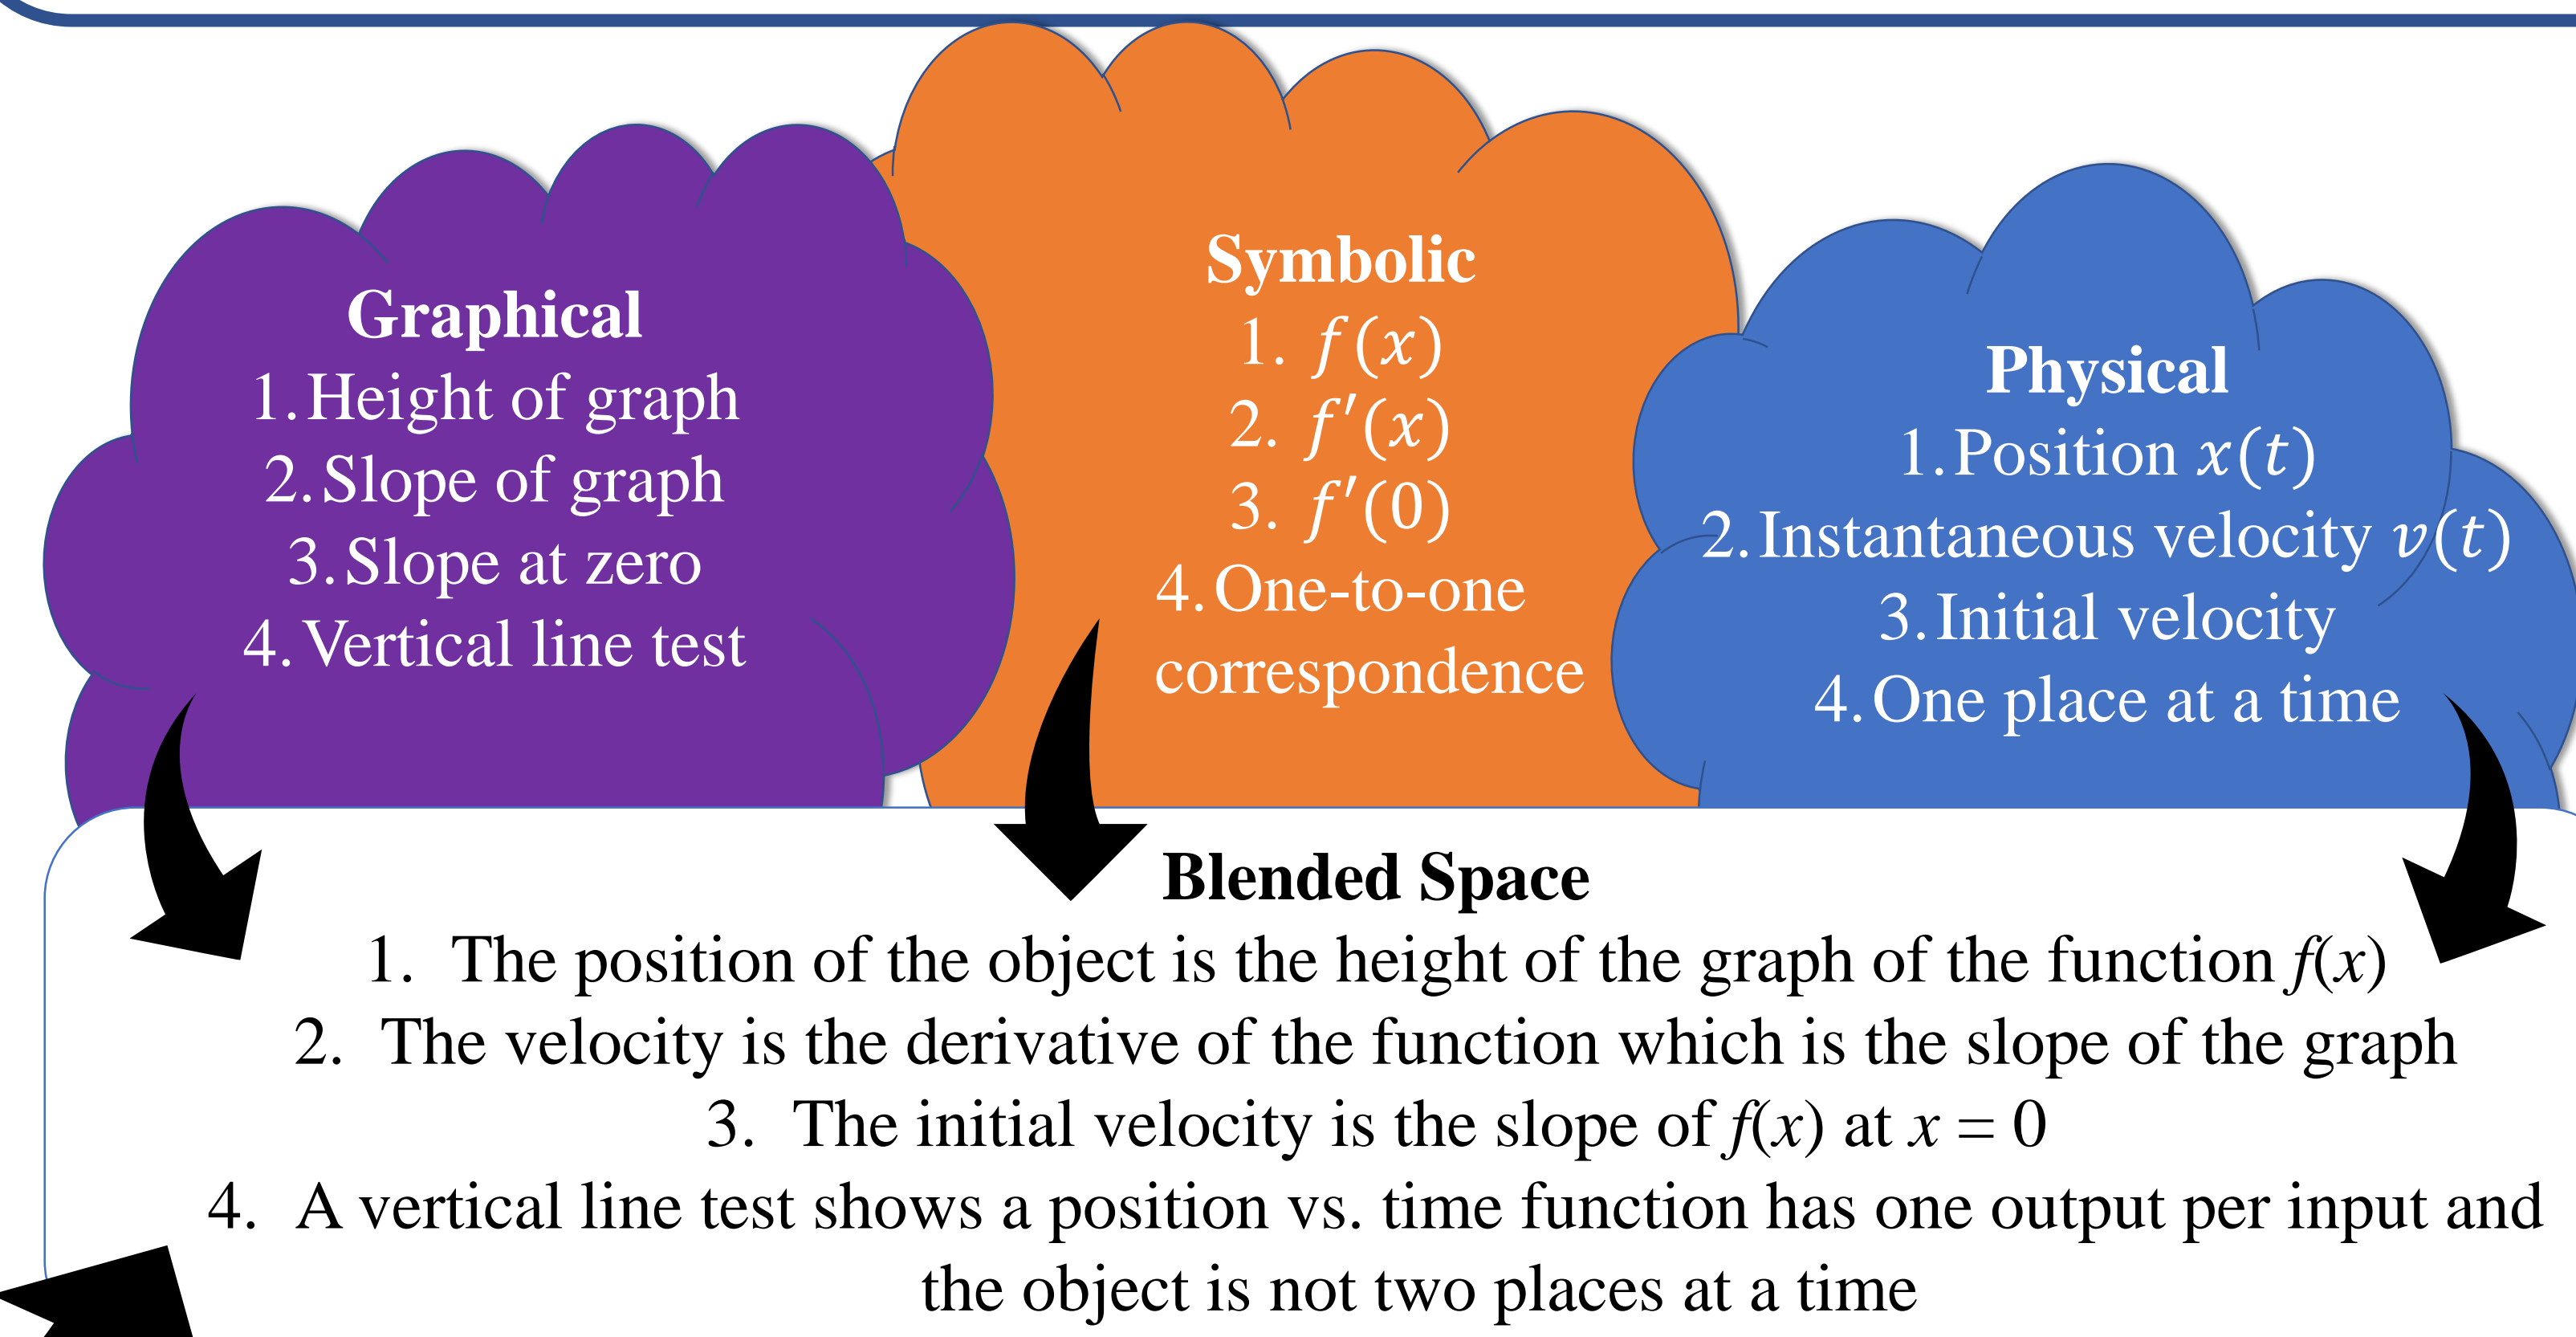 Graphical
1. Height of graph
2. Slope of graph
3. Slope at zero
4. Vertical line test
Symbolic
1. f(x)
2. f′(x)
3. f′(0)
4. One-to-one
correspondence
Physical
1. Position x(t)
2. Instantaneous velocity v(t)
3. Initial velocity
4. One place at a time
Blended Space
1. The position of the object is the height of the graph of the function f(x)
2. The velocity is the derivative of the function which is the slope of the graph
3. The initial velocity is the slope of f(x) at x = 0
4. A vertical line test shows a position vs. time function has one output per input and
the object is not two places at a time